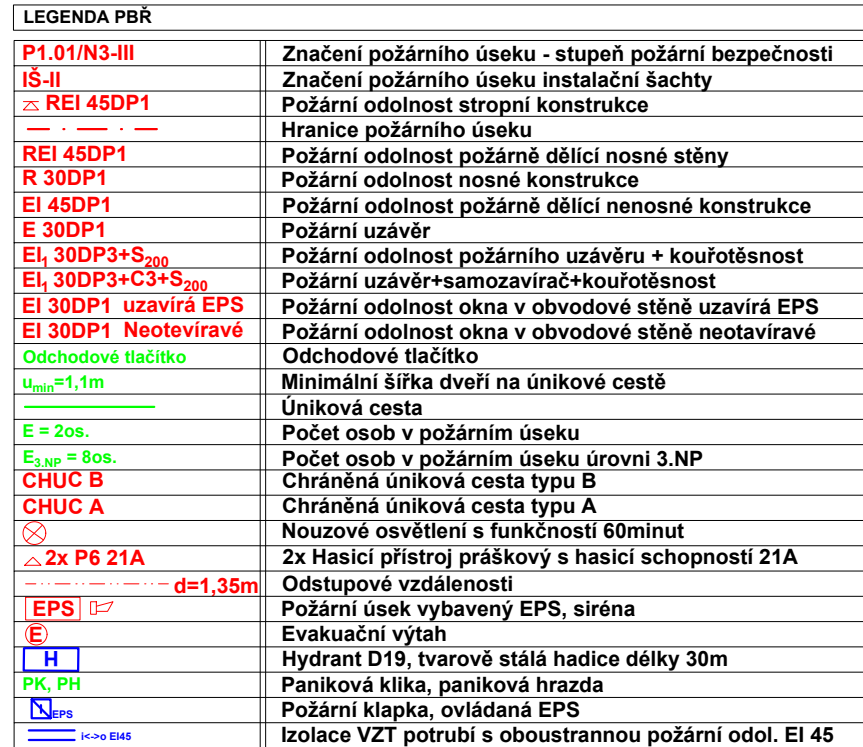 LEGENDA PBŘ
P1.01/N3-III Značení požárního úseku - stupeň požární bezpečnosti
IŠ-II Značení požárního úseku instalační šachty
REI 45DP1 Požární odolnost stropní konstrukce
Hranice požárního úseku
REI 45DP1 Požární odolnost požárně dělící nosné stěny
R 30DP1 Požární odolnost nosné konstrukce
EI 45DP1 Požární odolnost požárně dělící nenosné konstrukce
E 30DP1 Požární uzávěr
EI₁ 30DP3+S₂₀₀ Požární odolnost požárního uzávěru + kouřotěsnost
EI₁ 30DP3+C3+S₂₀₀ Požární uzávěr+samozavírač+kouřotěsnost
EI 30DP1 uzavírá EPS Požární odolnost okna v obvodové stěně uzavírá EPS
EI 30DP1 Neotevíravé Požární odolnost okna v obvodové stěně neotavíravé
Odchodové tlačítko Odchodové tlačítko
umin=1,1m Minimální šířka dveří na únikové cestě
Úniková cesta
E = 2os. Počet osob v požárním úseku
E3.NP = 8os. Počet osob v požárním úseku úrovni 3.NP
CHUC B Chráněná úniková cesta typu B
CHUC A Chráněná úniková cesta typu A
Nouzové osvětlení s funkčností 60minut
2x P6 21A 2x Hasicí přístroj práškový s hasicí schopností 21A
d=1,35m Odstupové vzdálenosti
EPS Požární úsek vybavený EPS, siréna
E Evakuační výtah
H Hydrant D19, tvarově stálá hadice délky 30m
PK, PH Paniková klika, paniková hrazda
EPS Požární klapka, ovládaná EPS
i<->o EI45 Izolace VZT potrubí s oboustrannou požární odol. EI 45